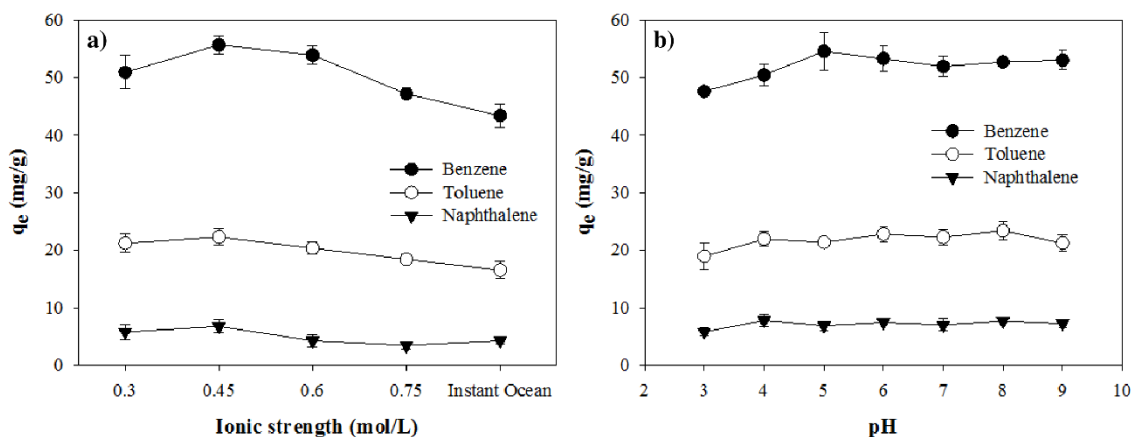 a)
60
50
40
30
20
10
0
qe (mg/g)
Benzene
Toluene
Naphthalene
0.3 0.45 0.6 0.75 Instant Ocean
Ionic strength (mol/L)
b)
60
50
40
30
20
10
0
qe (mg/g)
Benzene
Toluene
Naphthalene
2 3 4 5 6 7 8 9 10
pH